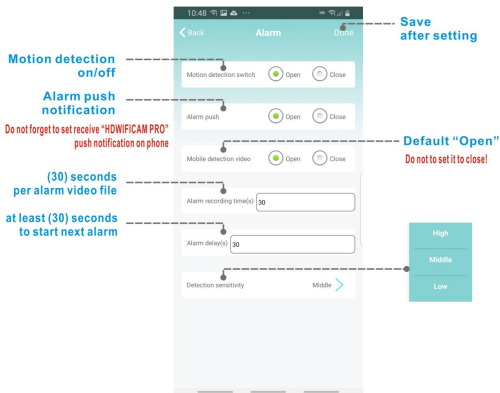 10:48
Back
Alarm
Done
Save
after setting
Motion detection
on/off
Motion detection switch
Open
Close
Alarm push
notification
Do not forget to set receive “HDWIFICAM PRO”
push notification on phone
Alarm push
Open
Close
Mobile detection video
Open
Close
Default “Open”
Do not to set it to close!
(30) seconds
per alarm video file
Alarm recording time(s)
30
at least (30) seconds
to start next alarm
Alarm delay(s)
30
Detection sensitivity
Middle
High
Middle
Low